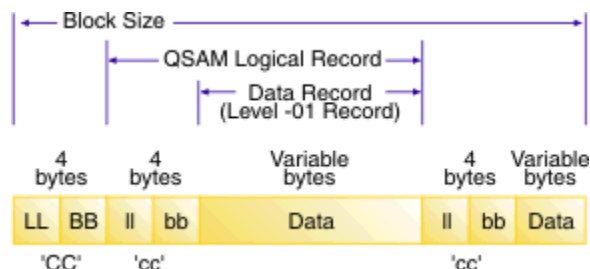 Block Size
QSAM Logical Record
Data Record
(Level -01 Record)
4 bytes
4 bytes
Variable bytes
4 bytes
Variable bytes
LL BB ll bb Data ll bb Data
'CC' 'cc' 'cc'